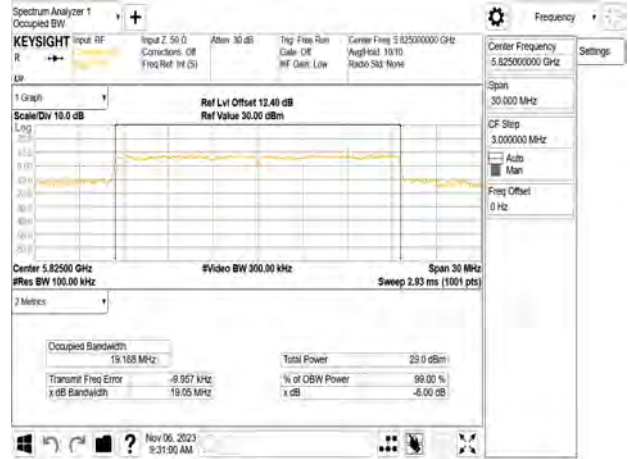 Spectrum Analyzer 1
Occupied BW
+
Frequency
KEYSIGHT
Input: RF
Input Z: 50 Ω
Corrections: Off
Freq Ref: Int (S)
Atten: 30 dB
Trig: Free Run
Gate: Off
#IF Gain: Low
Center Freq: 5.825000000 GHz
Avg|Hold: 10/10
Radio Std: None
R
Center Frequency
5.825000000 GHz
Settings
Span
30.000 MHz
CF Step
3.000000 MHz
Auto
Man
Freq Offset
0 Hz
1 Graph
Scale/Div 10.0 dB
Ref Lvl Offset 12.40 dB
Ref Value 30.00 dBm
Log
Center 5.82500 GHz
#Res BW 100.00 kHz
#Video BW 300.00 kHz
Span 30 MHz
Sweep 2.93 ms (1001 pts)
2 Metrics
Occupied Bandwidth
19.168 MHz
Total Power 29.0 dBm
Transmit Freq Error -9.957 kHz
% of OBW Power 99.00 %
x dB Bandwidth 19.05 MHz
x dB -6.00 dB
?
Nov 06, 2023
9:31:00 AM